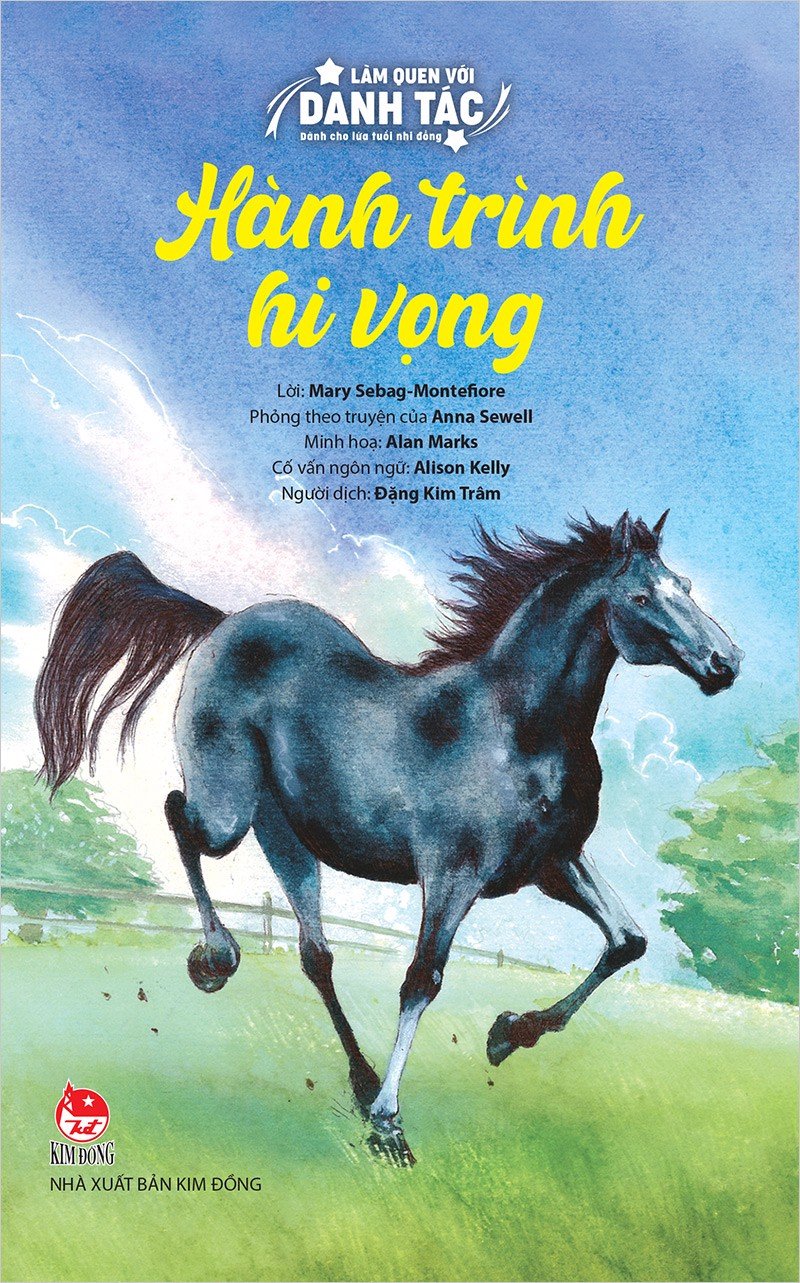 LÀM QUEN VỚI
DANH TÁC
Dành cho lứa tuổi nhi đồng
Hành trình
hi vọng
Lời: Mary Sebag-Montefiore
Phỏng theo truyện của Anna Sewell
Minh hoạ: Alan Marks
Cố vấn ngôn ngữ: Alison Kelly
Người dịch: Đặng Kim Trâm
KIM ĐỒNG
NHÀ XUẤT BẢN KIM ĐỒNG